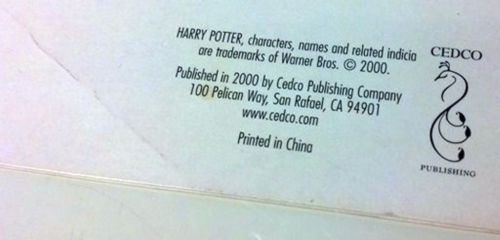 HARRY POTTER, characters, names and related indicia
are trademarks of Warner Bros. © 2000.
Published in 2000 by Cedco Publishing Company
100 Pelican Way, San Rafael, CA 94901
www.cedco.com
Printed in China
CEDCO
PUBLISHING